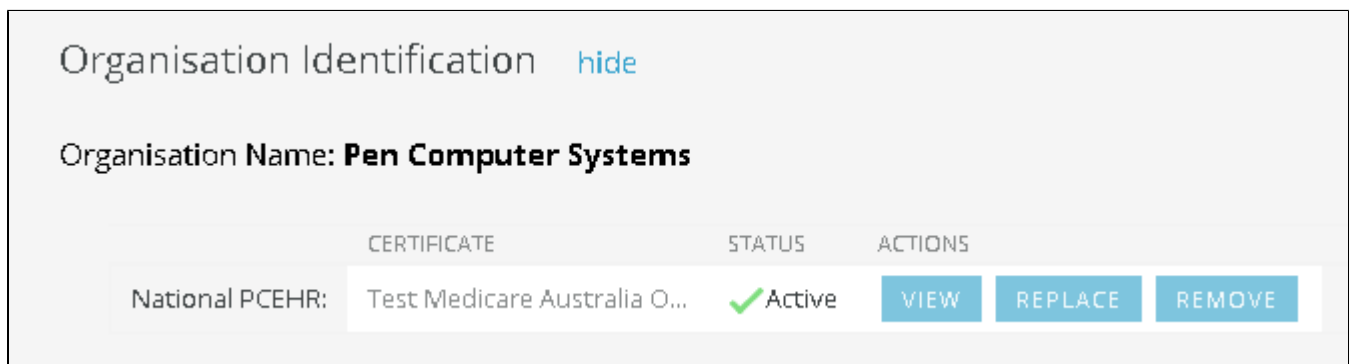 Organisation Identification hide
Organisation Name: Pen Computer Systems
CERTIFICATE STATUS ACTIONS
National PCEHR: Test Medicare Australia O... Active VIEW REPLACE REMOVE